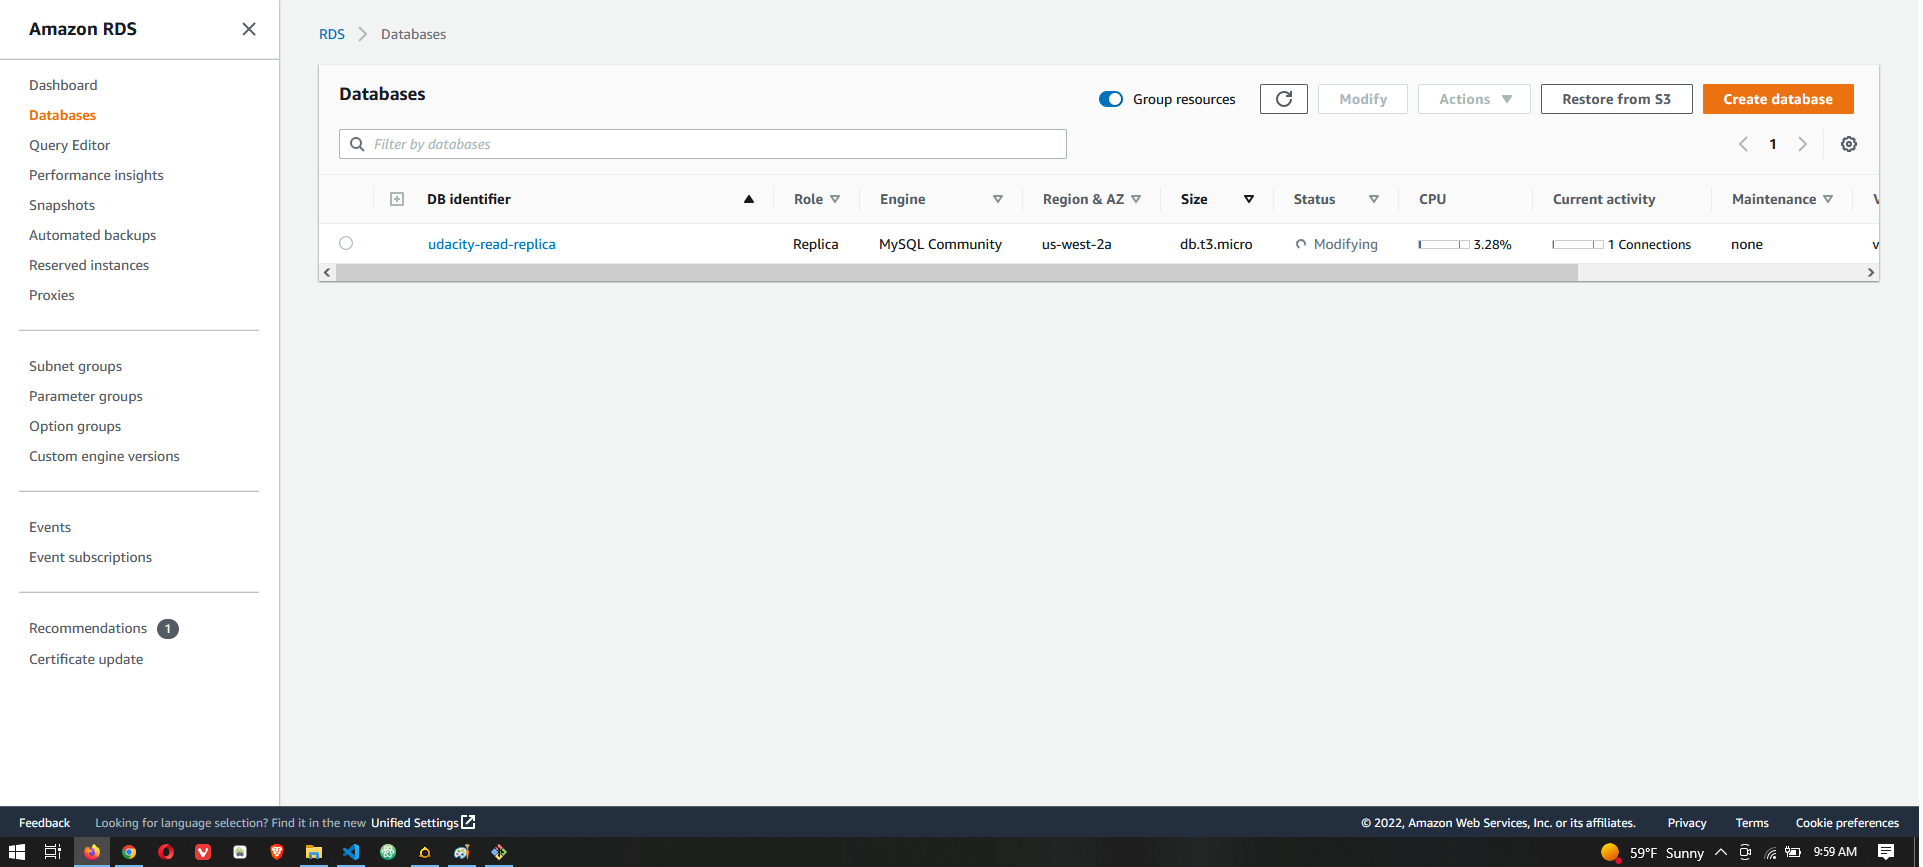 Amazon RDS
Dashboard
Databases
Query Editor
Performance insights
Snapshots
Automated backups
Reserved instances
Proxies
Subnet groups
Parameter groups
Option groups
Custom engine versions
Events
Event subscriptions
Recommendations 1
Certificate update
RDS Databases
Databases
Group resources Modify Actions Restore from S3 Create database
Filter by databases
1
DB identifier Role Engine Region & AZ Size Status CPU Current activity Maintenance
udacity-read-replica Replica MySQL Community us-west-2a db.t3.micro Modifying 3.28% 1 Connections none
Feedback Looking for language selection? Find it in the new Unified Settings © 2022, Amazon Web Services, Inc. or its affiliates. Privacy Terms Cookie preferences
59°F Sunny 9:59 AM